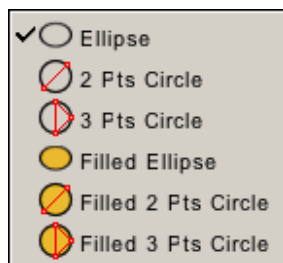 Ellipse
2 Pts Circle
3 Pts Circle
Filled Ellipse
Filled 2 Pts Circle
Filled 3 Pts Circle